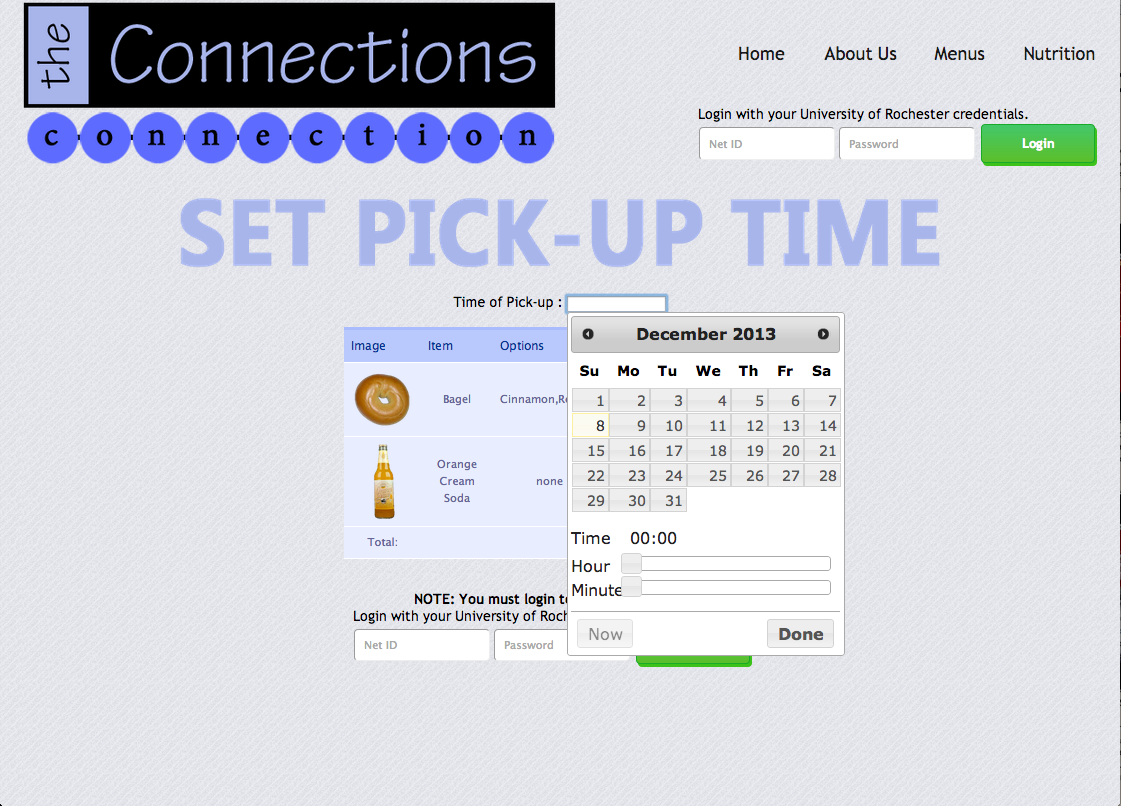 the Connections
connection
Home About Us Menus Nutrition
Login with your University of Rochester credentials.
Net ID Password Login
SET PICK-UP TIME
Time of Pick-up :
Image Item Options
Bagel Cinnamon,
Orange
Cream none
Soda
Total:
December 2013
Su Mo Tu We Th Fr Sa
1 2 3 4 5 6 7
8 9 10 11 12 13 14
15 16 17 18 19 20 21
22 23 24 25 26 27 28
29 30 31
Time 00:00
Hour
Minute
Now Done
NOTE: You must login
Login with your University of
Net ID Password